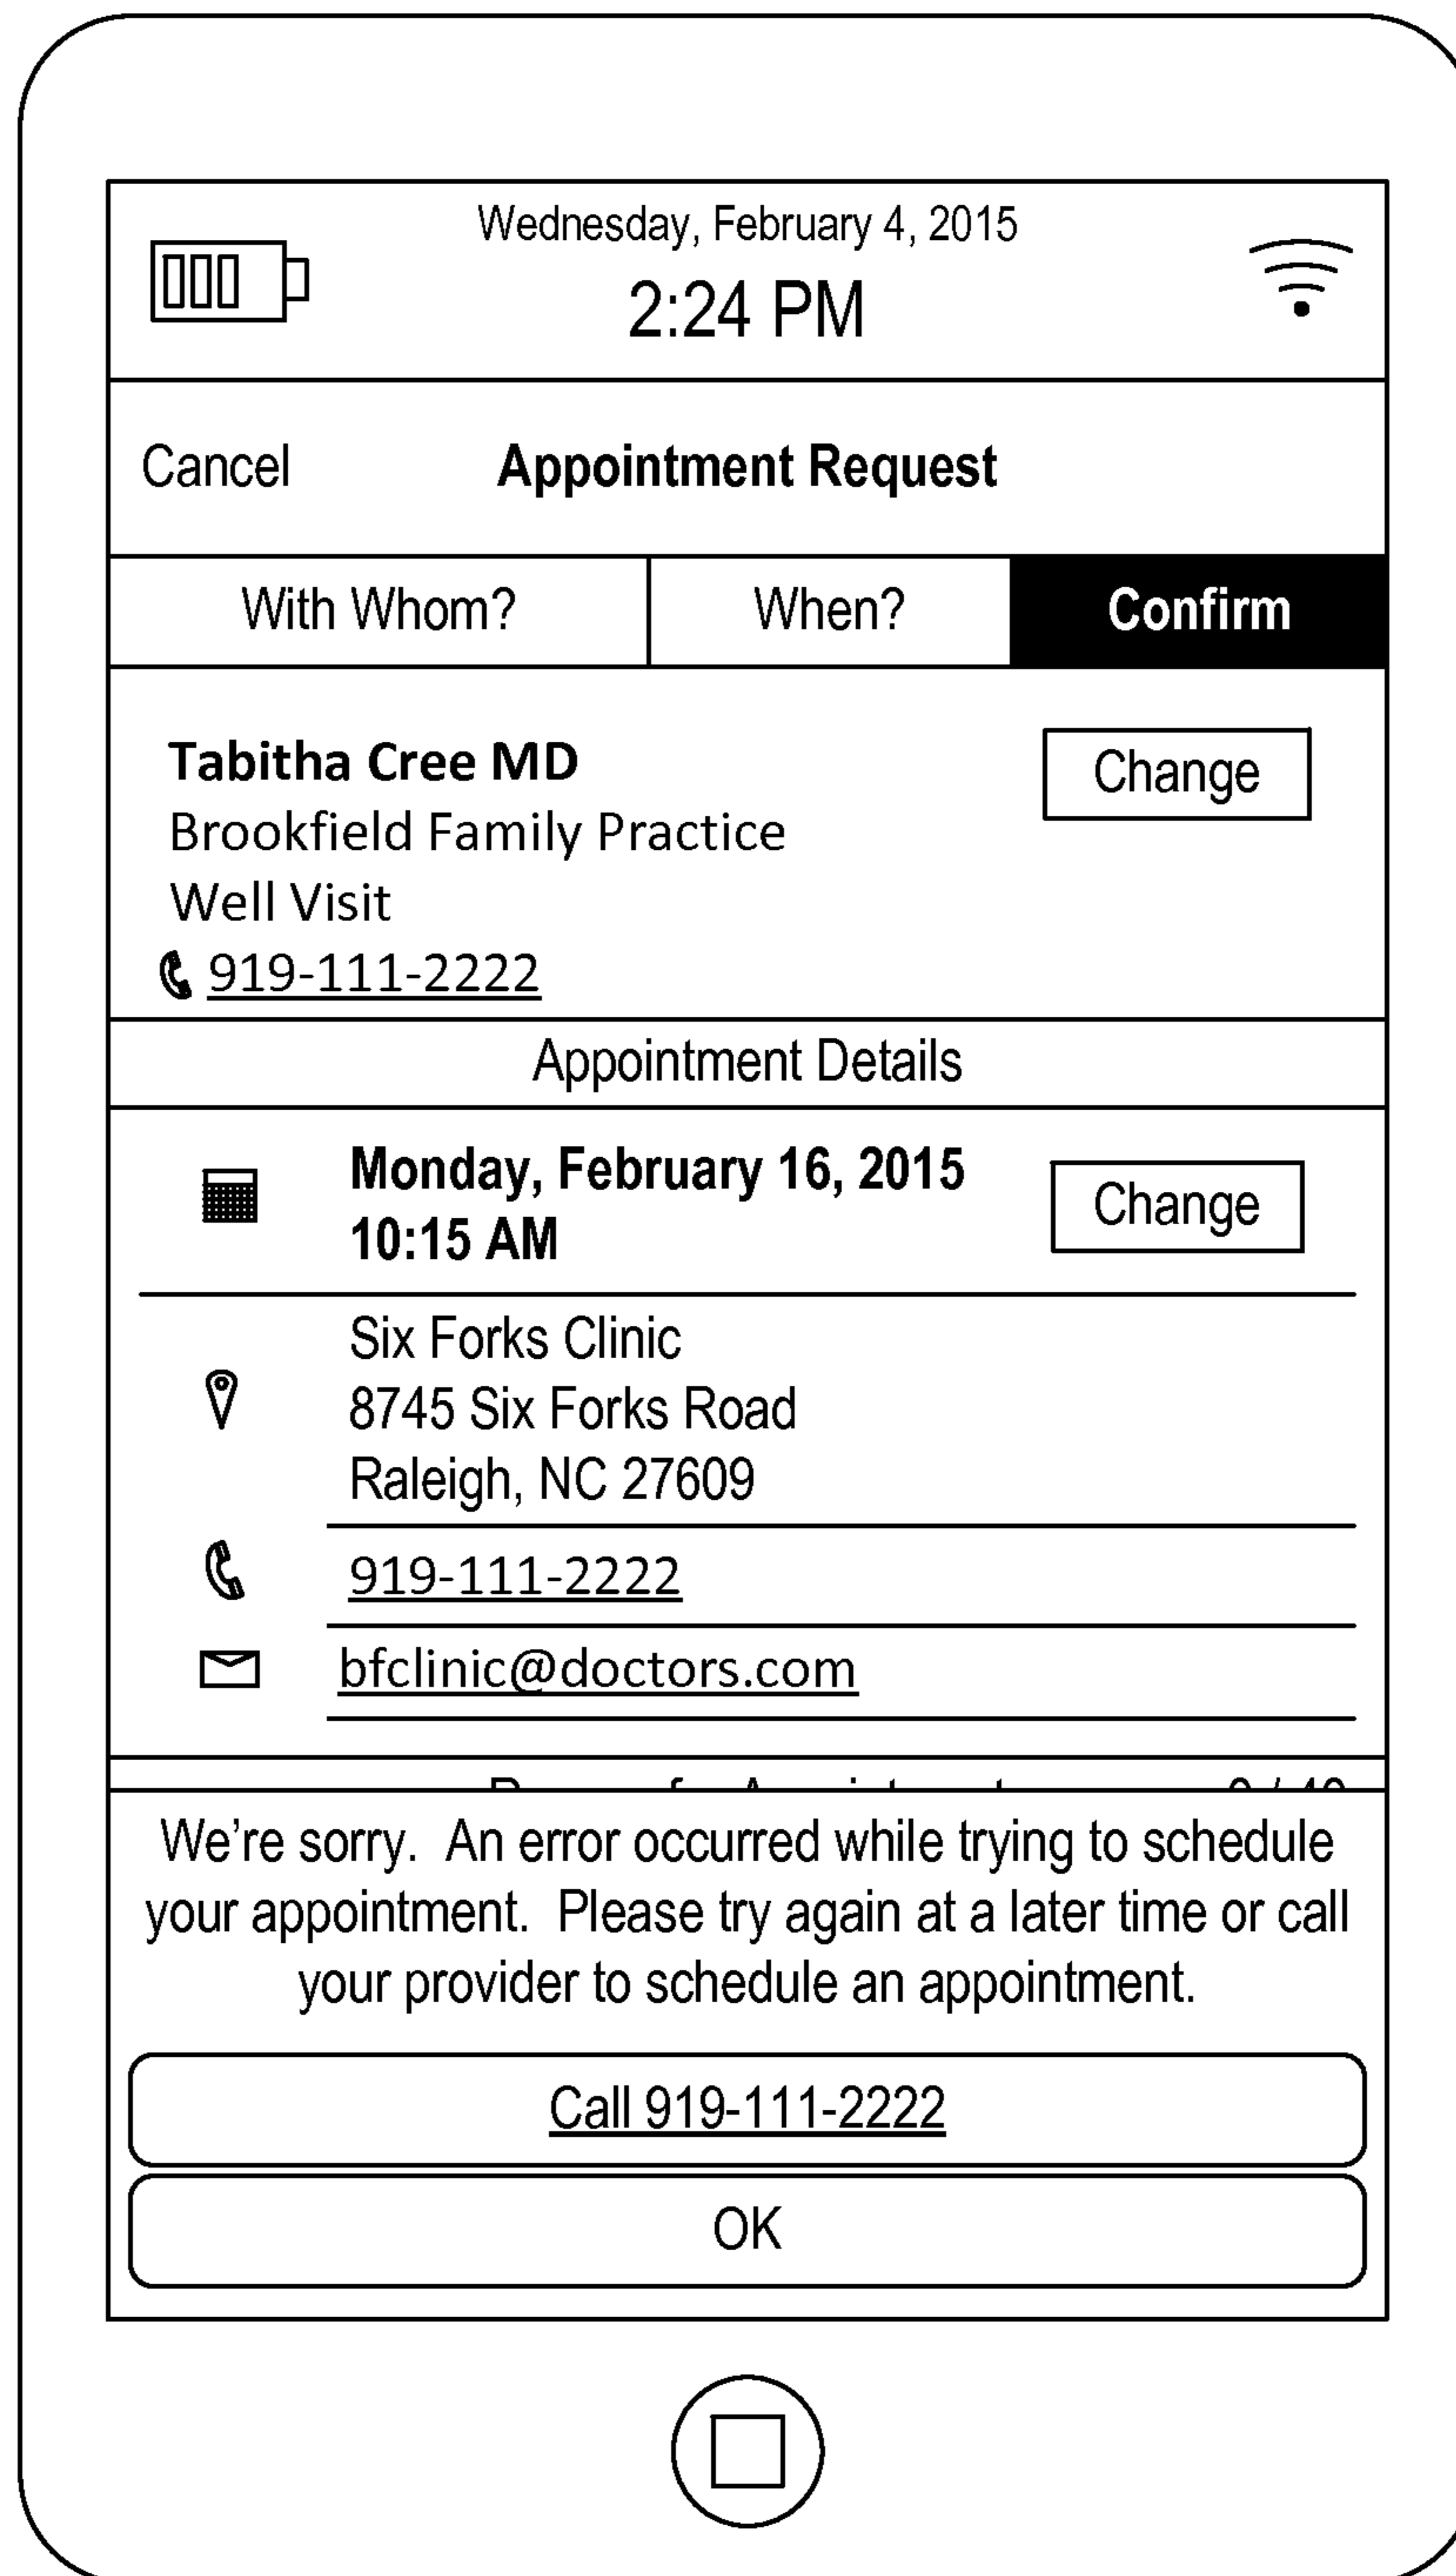 Wednesday, February 4, 2015
2:24 PM
Cancel Appointment Request
With Whom? When? Confirm
Tabitha Cree MD Change
Brookfield Family Practice
Well Visit
919-111-2222
Appointment Details
Monday, February 16, 2015 Change
10:15 AM
Six Forks Clinic
8745 Six Forks Road
Raleigh, NC 27609
919-111-2222
bfclinic@doctors.com
We're sorry.  An error occurred while trying to schedule
your appointment.  Please try again at a later time or call
your provider to schedule an appointment.
Call 919-111-2222
OK